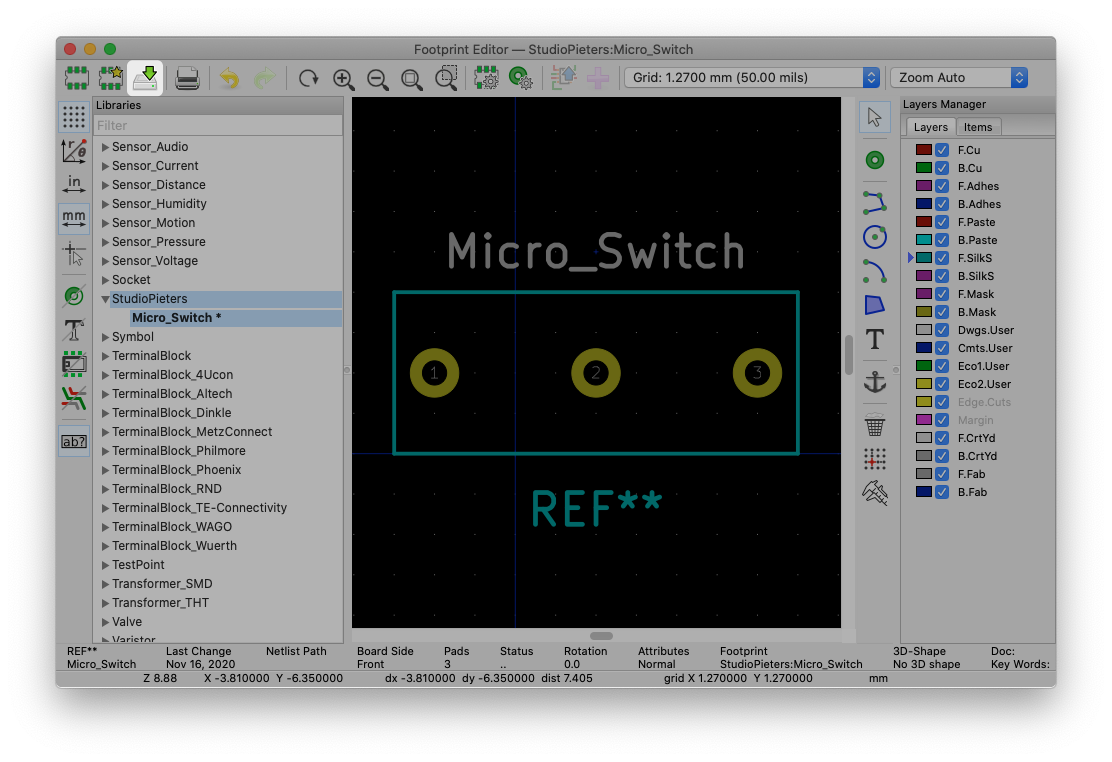 Footprint Editor — StudioPieters:Micro_Switch
Grid: 1.2700 mm (50.00 mils)
Zoom Auto
Libraries
Filter
Sensor_Audio
Sensor_Current
Sensor_Distance
Sensor_Humidity
Sensor_Motion
Sensor_Pressure
Sensor_Voltage
Socket
StudioPieters
Micro_Switch *
Symbol
TerminalBlock
TerminalBlock_4Ucon
TerminalBlock_Altech
TerminalBlock_Dinkle
TerminalBlock_MetzConnect
TerminalBlock_Philmore
TerminalBlock_Phoenix
TerminalBlock_RND
TerminalBlock_TE-Connectivity
TerminalBlock_WAGO
TerminalBlock_Wuerth
TestPoint
Transformer_SMD
Transformer_THT
Valve
Varistor
r θ
in
mm
T
ab?
Micro_Switch
1 2 3
REF**
T
Layers Manager
Layers Items
F.Cu
B.Cu
F.Adhes
B.Adhes
F.Paste
B.Paste
F.SilkS
B.SilkS
F.Mask
B.Mask
Dwgs.User
Cmts.User
Eco1.User
Eco2.User
Edge.Cuts
Margin
F.CrtYd
B.CrtYd
F.Fab
B.Fab
REF** Last Change Netlist Path Board Side Pads Status Rotation Attributes Footprint 3D-Shape Doc:
Micro_Switch Nov 16, 2020 Front 3 .. 0.0 Normal StudioPieters:Micro_Switch No 3D shape Key Words:
Z 8.88 X -3.810000 Y -6.350000 dx -3.810000 dy -6.350000 dist 7.405 grid X 1.270000 Y 1.270000 mm